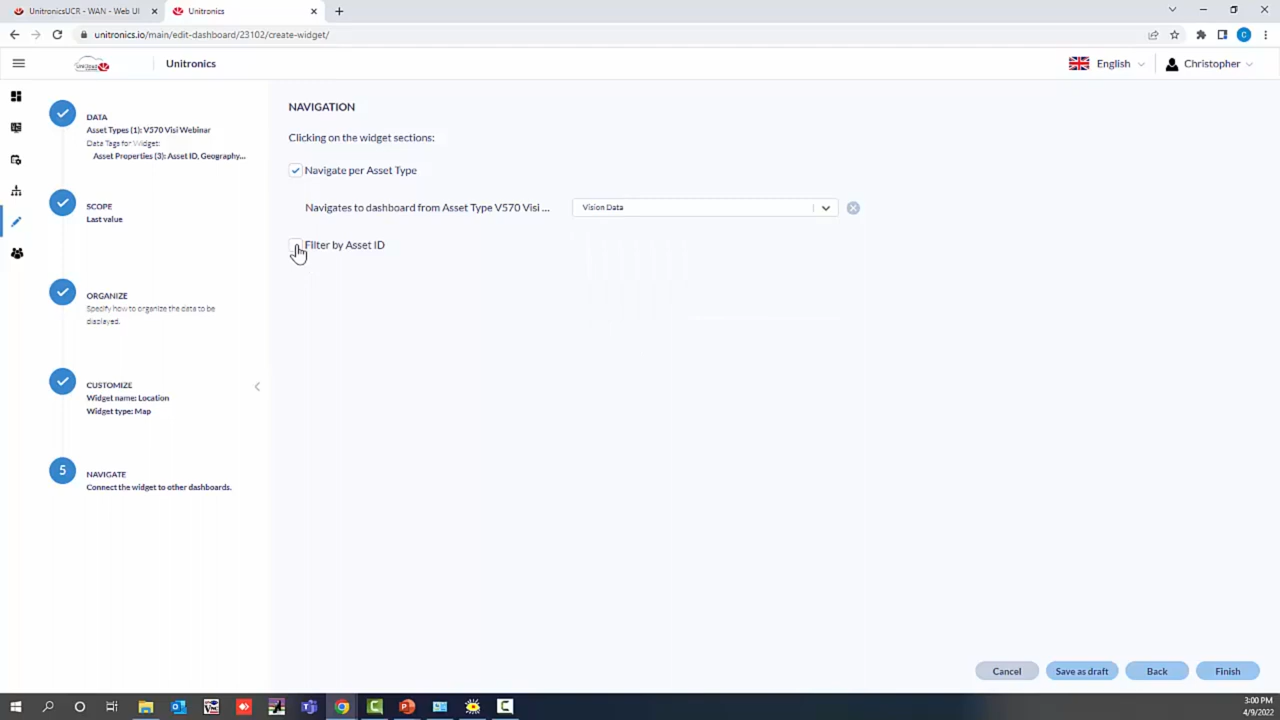 UnitronicsUCR - WAN - Web UI
Unitronics
unitronics.io/main/edit-dashboard/23102/create-widget/
C
UniCloud
Unitronics
English
Christopher
DATA
Asset Types (1): V570 Visi Webinar
Data Tags for Widget:
Asset Properties (3): Asset ID, Geography...
SCOPE
Last value
ORGANIZE
Specify how to organize the data to be
displayed.
CUSTOMIZE
Widget name: Location
Widget type: Map
5
NAVIGATE
Connect the widget to other dashboards.
NAVIGATION
Clicking on the widget sections:
Navigate per Asset Type
Navigates to dashboard from Asset Type V570 Visi ...
Vision Data
Filter by Asset ID
Cancel
Save as draft
Back
Finish
3:00 PM
4/9/2022